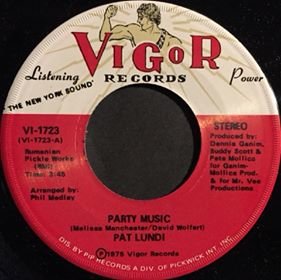 VIGOR
RECORDS
Listening
Power
"THE NEW YORK SOUND"
VI-1723
(VI-1723-A)
Rumanian
Pickle Works
(BMI)
Time: 3:45
Arranged by:
Phil Medley
STEREO
Produced by:
Dennis Ganim,
Buddy Scott &
Pete Mollica
for Ganim-
Mollica Prod. &
for Mr. Vee
Productions
PARTY MUSIC
(Melissa Manchester/David Wolfert)
PAT LUNDI
℗ 1975 Vigor Records
DIS. BY PIP RECORDS A DIV. OF PICKWICK INT. INC.